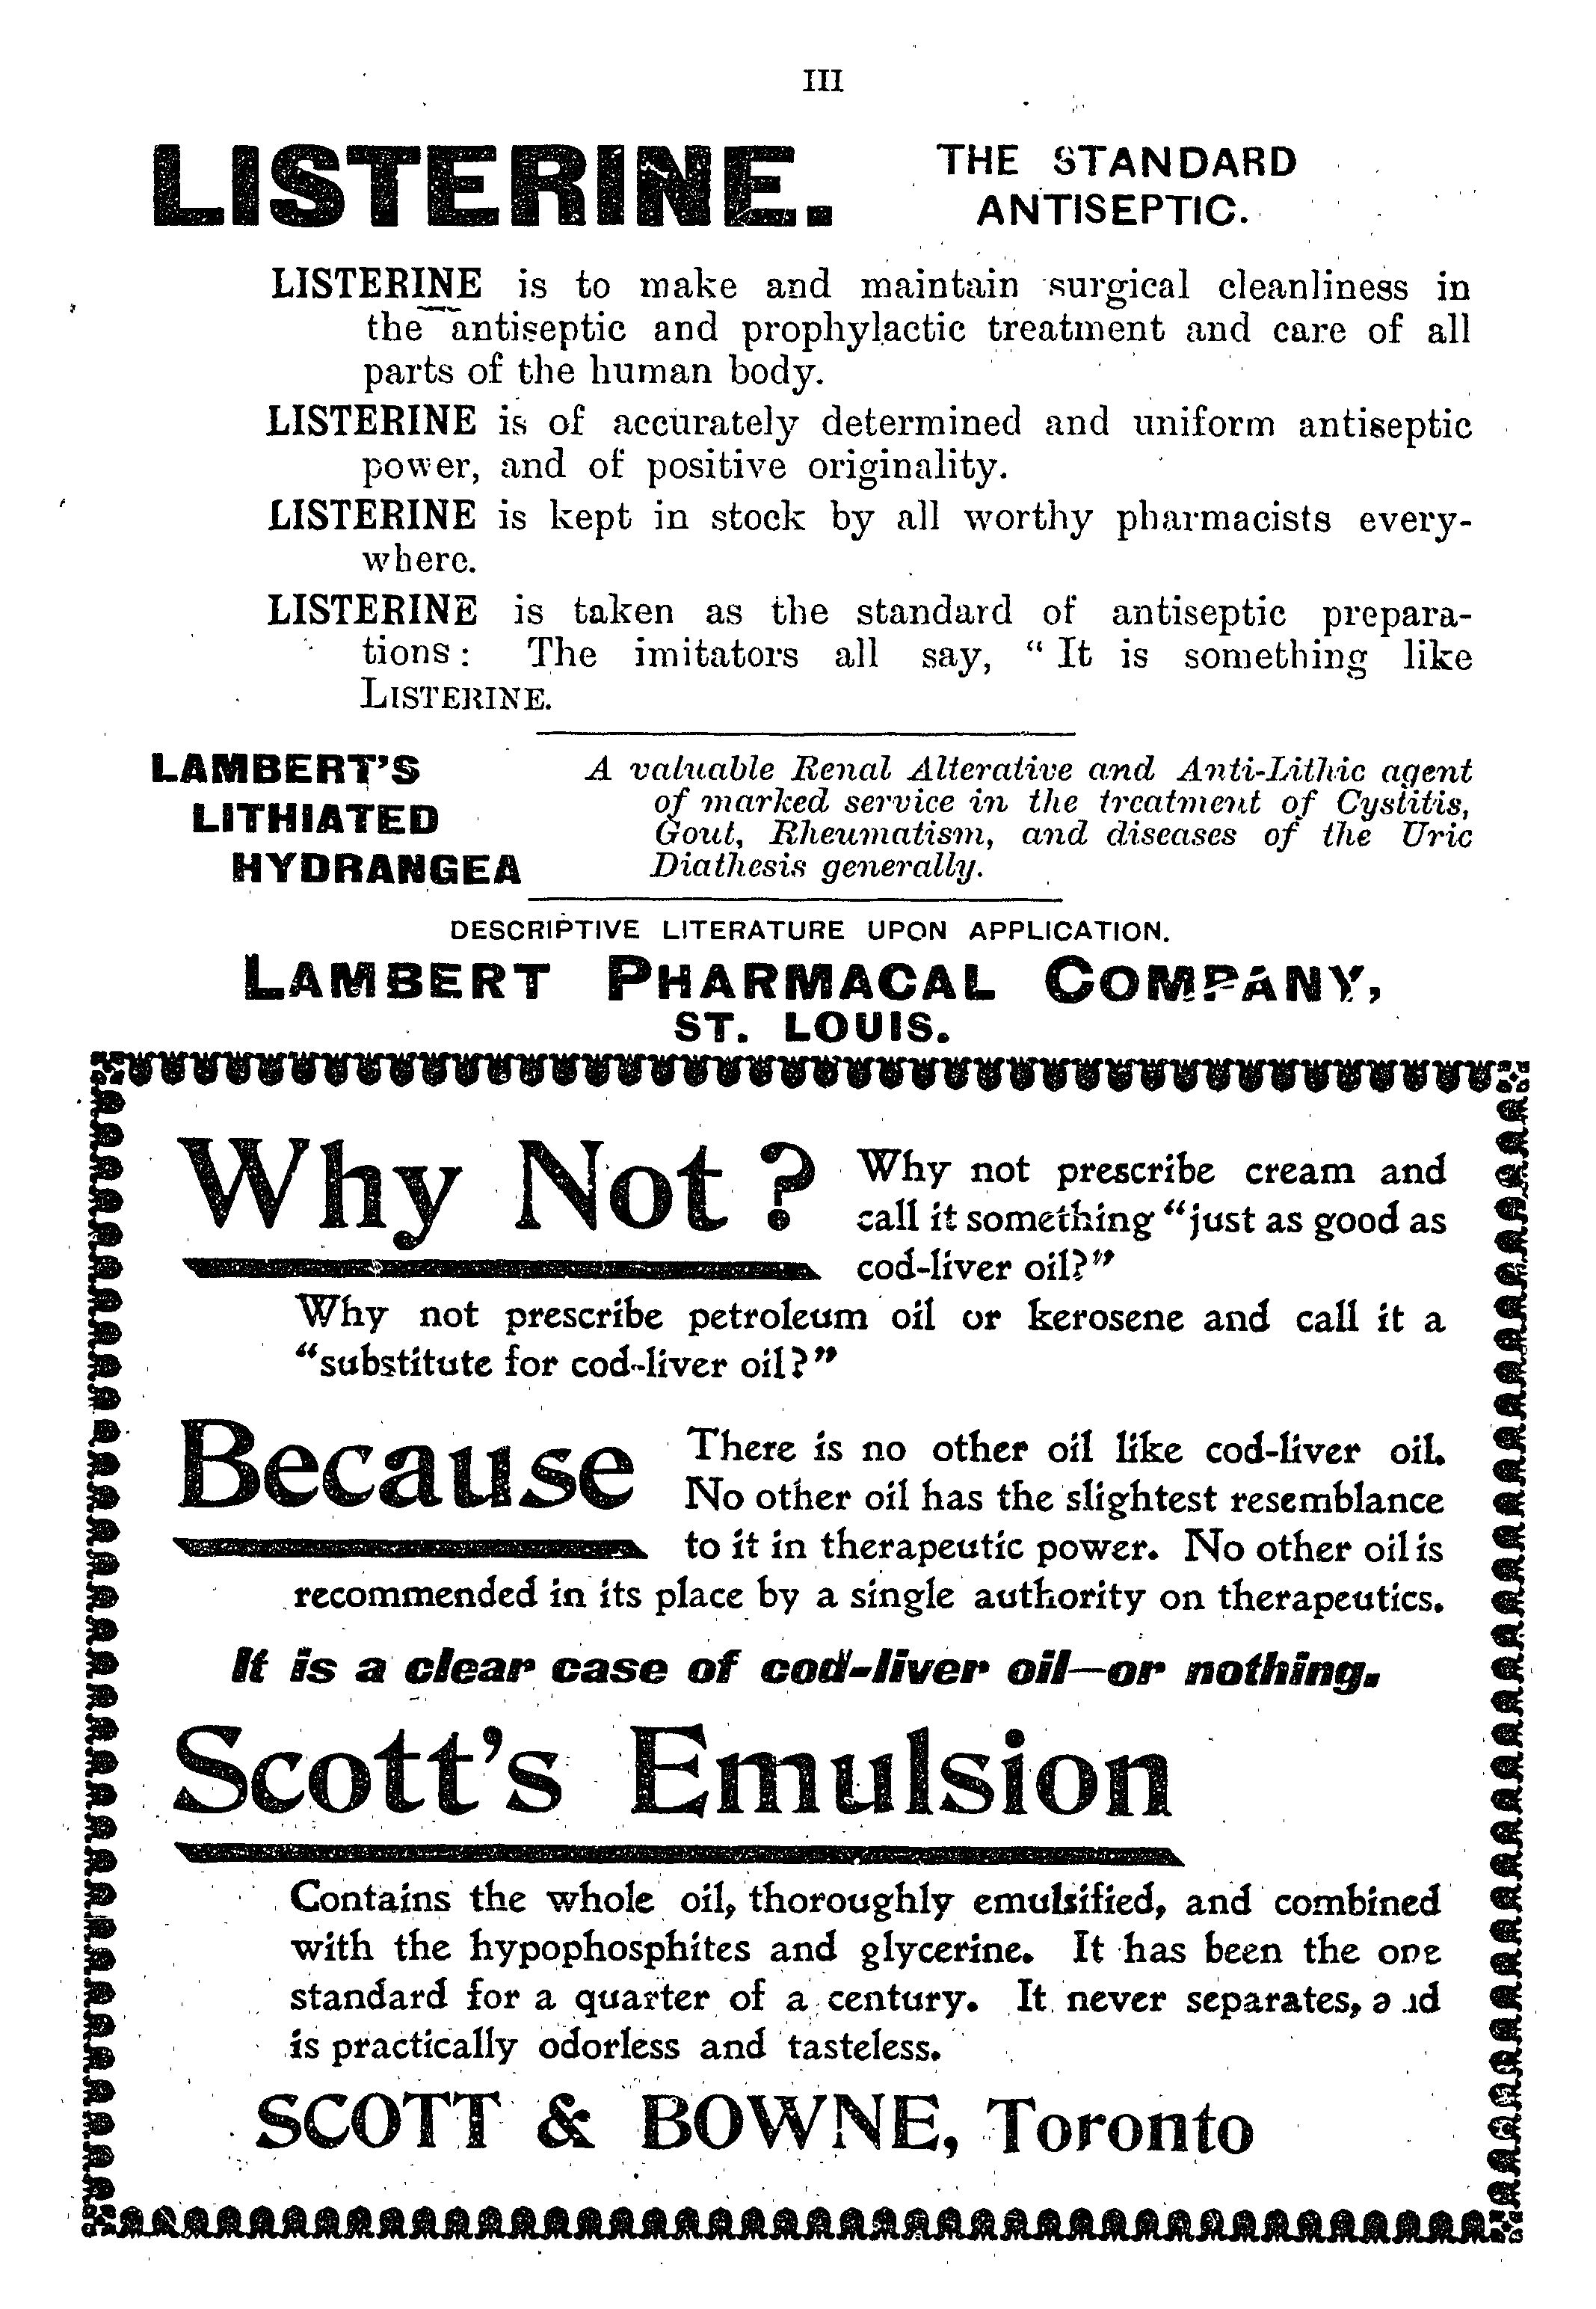 III
LISTERINE.
THE STANDARD
ANTISEPTIC.
LISTERINE is to make and maintain surgical cleanliness in
the antiseptic and prophylactic treatment and care of all
parts of the human body.
LISTERINE is of accurately determined and uniform antiseptic
power, and of positive originality.
LISTERINE is kept in stock by all worthy pharmacists every-
where.
LISTERINE is taken as the standard of antiseptic prepara-
tions: The imitators all say, "It is something like
LISTERINE.
LAMBERT'S
LITHIATED
HYDRANGEA
A valuable Renal Alterative and Anti-Lithic agent
of marked service in the treatment of Cystitis,
Gout, Rheumatism, and diseases of the Uric
Diathesis generally.
DESCRIPTIVE LITERATURE UPON APPLICATION.
LAMBERT PHARMACAL COMPANY,
ST. LOUIS.
Why Not?
Why not prescribe cream and
call it something "just as good as
cod-liver oil?"
Why not prescribe petroleum oil or kerosene and call it a
"substitute for cod-liver oil?"
Because
There is no other oil like cod-liver oil.
No other oil has the slightest resemblance
to it in therapeutic power. No other oil is
recommended in its place by a single authority on therapeutics.
It is a clear case of cod-liver oil—or nothing.
Scott's Emulsion
Contains the whole oil, thoroughly emulsified, and combined
with the hypophosphites and glycerine. It has been the one
standard for a quarter of a century. It never separates, and
is practically odorless and tasteless.
SCOTT & BOWNE, Toronto